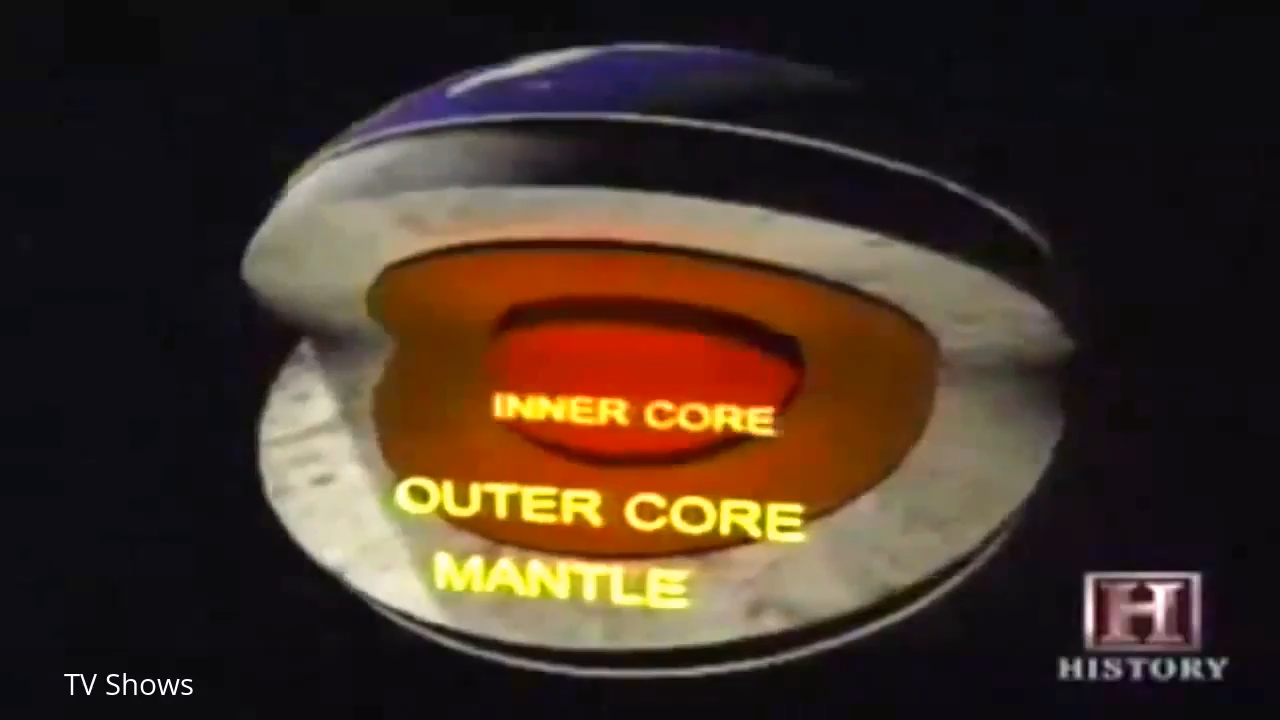 INNER CORE
OUTER CORE
MANTLE
H
HISTORY
TV Shows